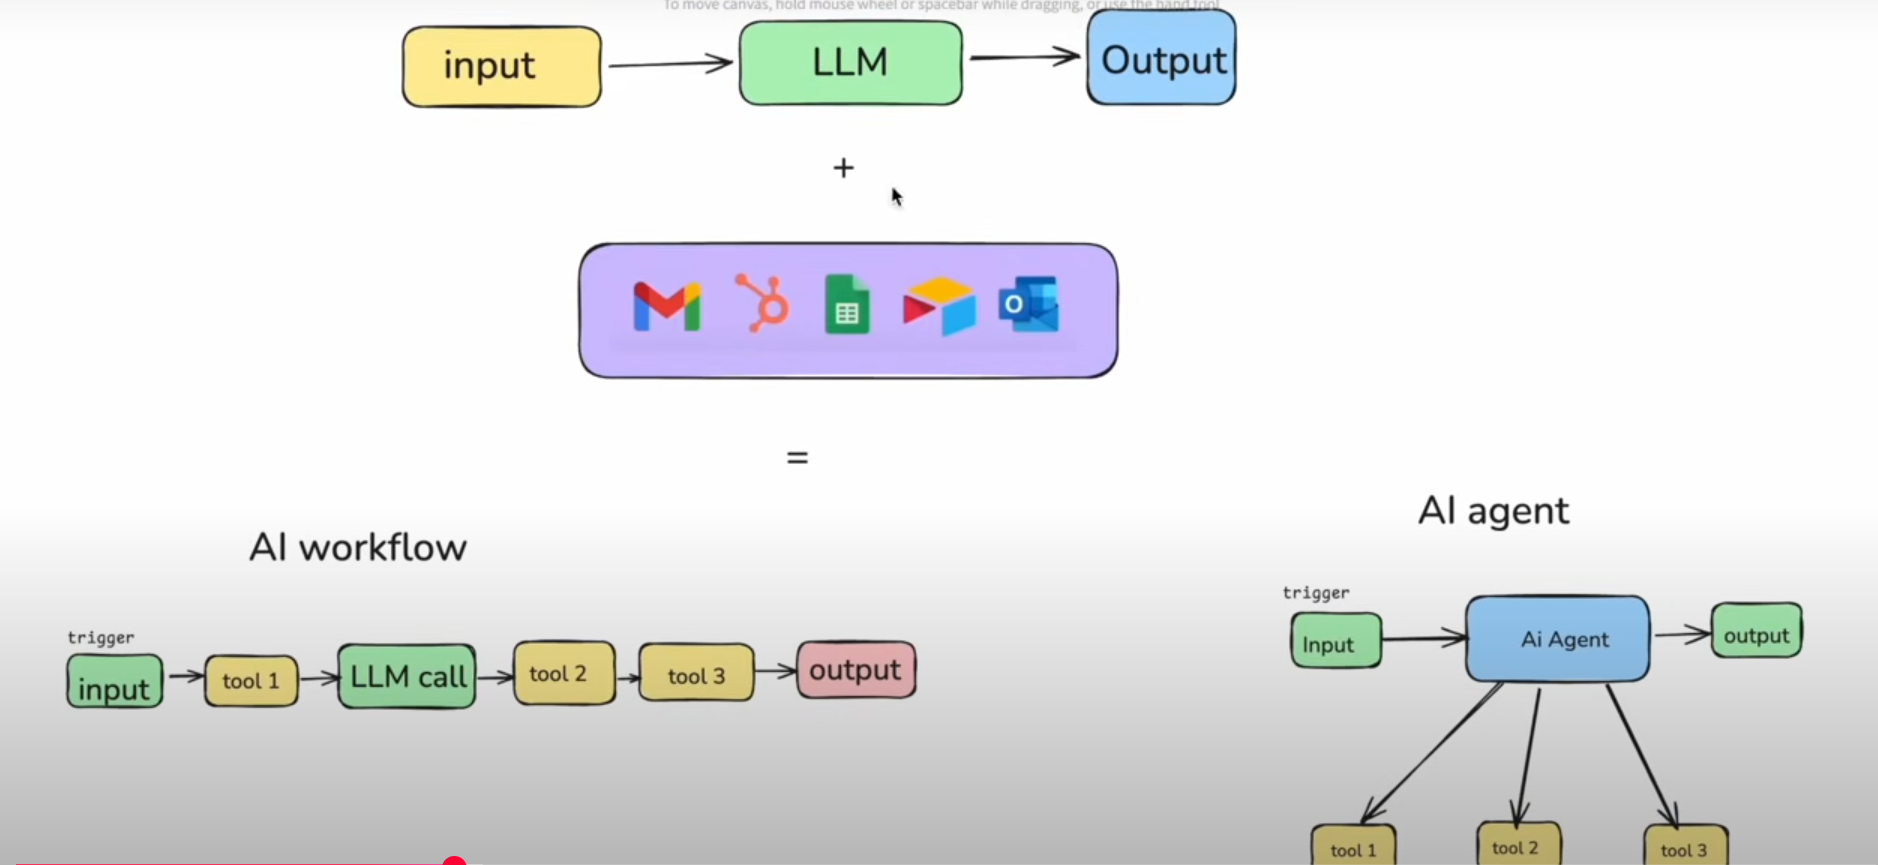 To move canvas, hold mouse wheel or spacebar while dragging, or use the hand tool
input
LLM
Output
+
=
AI workflow
trigger
input
tool 1
LLM call
tool 2
tool 3
output
AI agent
trigger
Input
Ai Agent
output
tool 1
tool 2
tool 3